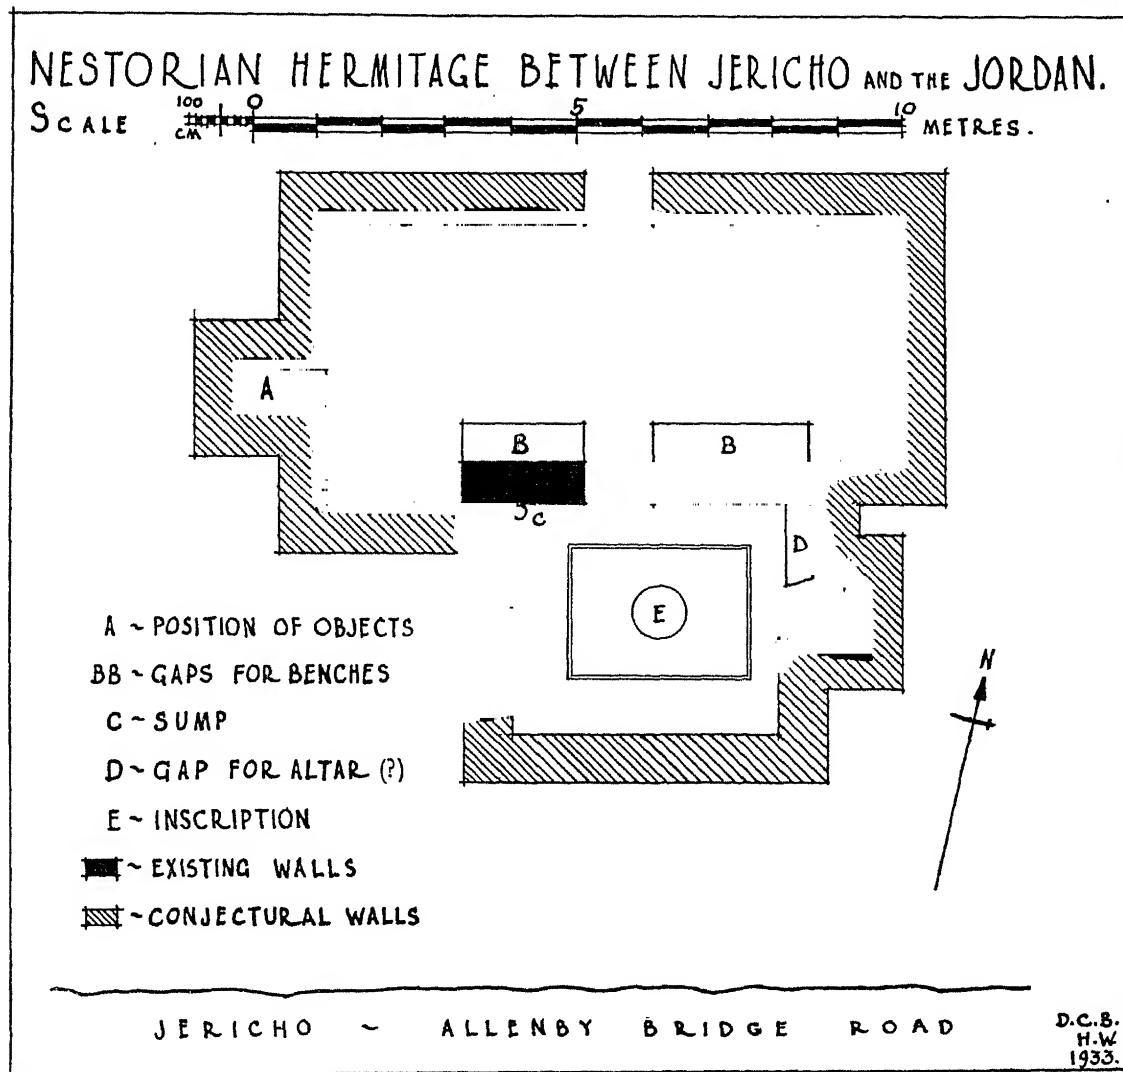 NESTORIAN HERMITAGE BETWEEN JERICHO AND THE JORDAN.
SCALE 100 CM 0 5 10 METRES.
A
B B
C
D
E
A ~ POSITION OF OBJECTS
BB ~ GAPS FOR BENCHES
C ~ SUMP
D ~ GAP FOR ALTAR (?)
E ~ INSCRIPTION
~ EXISTING WALLS
~ CONJECTURAL WALLS
N
JERICHO ~ ALLENBY BRIDGE ROAD
D.C.B.
H.W.
1933.